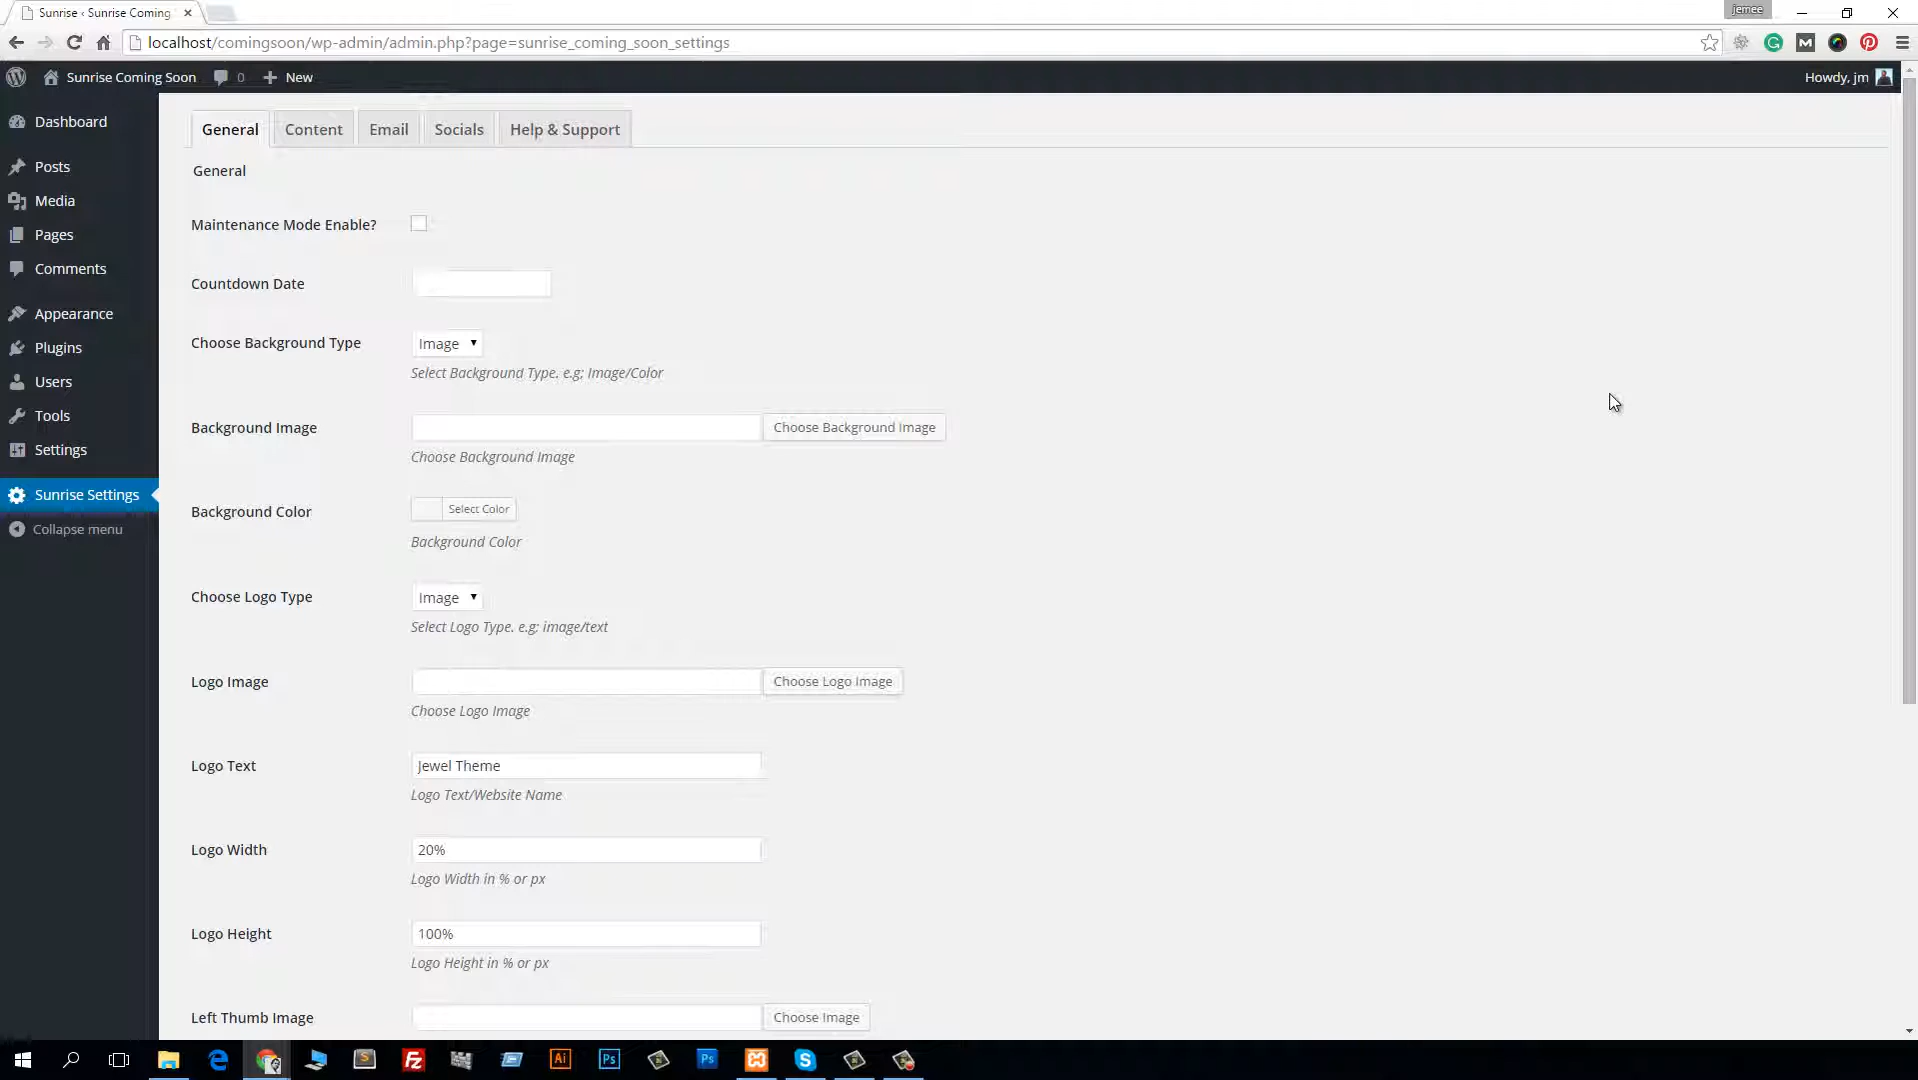 Sunrise ‹ Sunrise Coming
jemee
localhost/comingsoon/wp-admin/admin.php?page=sunrise_coming_soon_settings
Sunrise Coming Soon 0 New Howdy, jm
Dashboard
Posts
Media
Pages
Comments
Appearance
Plugins
Users
Tools
Settings
Sunrise Settings
Collapse menu
General Content Email Socials Help & Support
General
Maintenance Mode Enable?
Countdown Date
Choose Background Type Image
Select Background Type. e.g; Image/Color
Background Image Choose Background Image
Choose Background Image
Background Color Select Color
Background Color
Choose Logo Type Image
Select Logo Type. e.g; image/text
Logo Image Choose Logo Image
Choose Logo Image
Logo Text Jewel Theme
Logo Text/Website Name
Logo Width 20%
Logo Width in % or px
Logo Height 100%
Logo Height in % or px
Left Thumb Image Choose Image